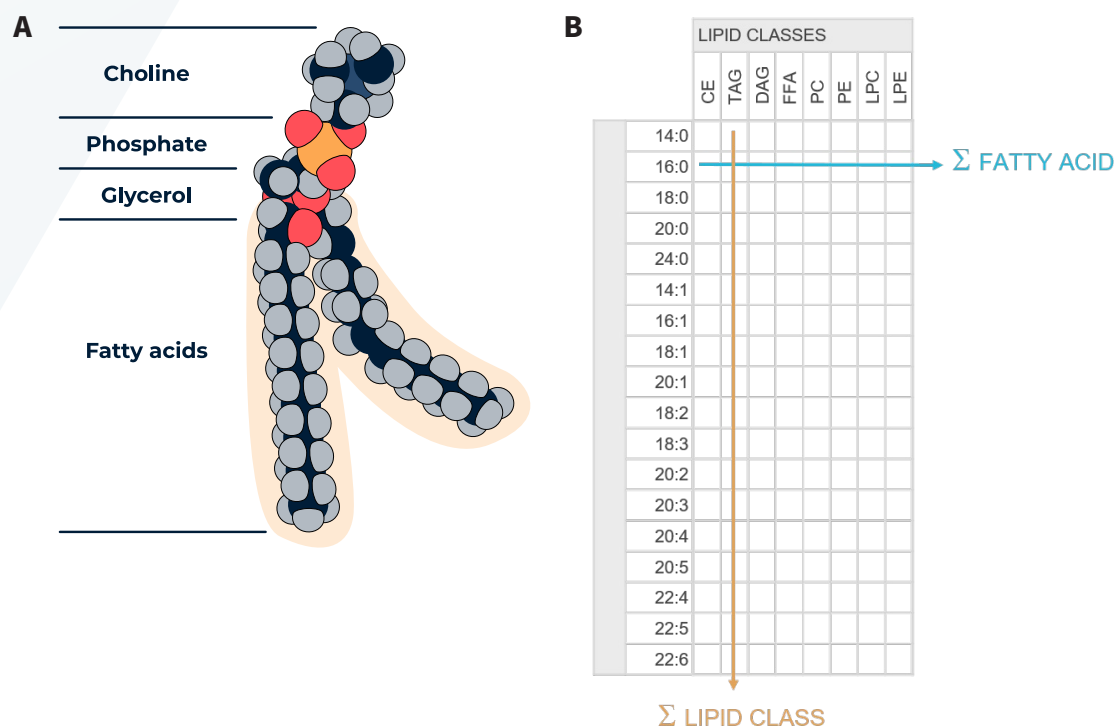 A
Choline
Phosphate
Glycerol
Fatty acids
B
LIPID CLASSES
CE TAG DAG FFA PC PE LPC LPE
14:0
16:0
Σ FATTY ACID
18:0
20:0
24:0
14:1
16:1
18:1
20:1
18:2
18:3
20:2
20:3
20:4
20:5
22:4
22:5
22:6
Σ LIPID CLASS